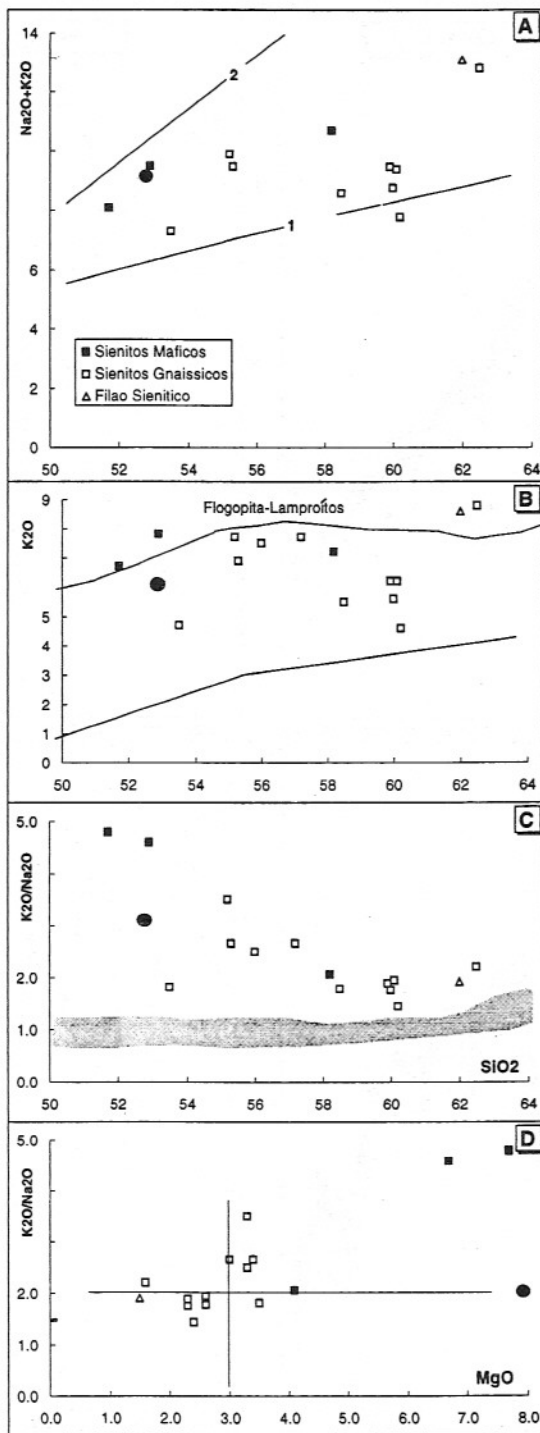 A
14
Na2O+K2O
2
1
6
4
2
0
■ Sienitos Maficos
□ Sienitos Gnaissicos
△ Filao Sienitico
50 52 54 56 58 60 62 64
B
9
K2O
Flogopita-Lamproítos
5
4
3
2
1
0
50 52 54 56 58 60 62 64
C
5.0
K2O/Na2O
2.0
1.0
0.0
SiO2
50 52 54 56 58 60 62 64
D
5.0
K2O/Na2O
2.0
1.0
0.0
MgO
0.0 1.0 2.0 3.0 4.0 5.0 6.0 7.0 8.0